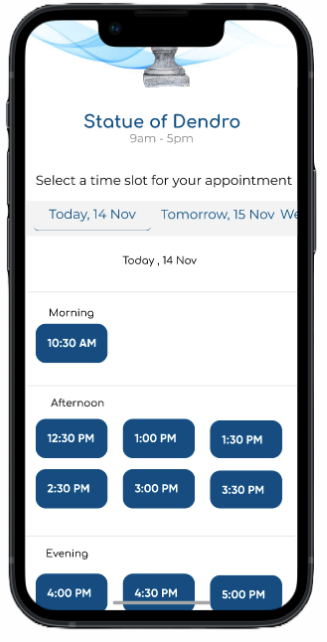 Statue of Dendro
9am - 5pm
Select a time slot for your appointment
Today, 14 Nov Tomorrow, 15 Nov We
Today , 14 Nov
Morning
10:30 AM
Afternoon
12:30 PM 1:00 PM 1:30 PM
2:30 PM 3:00 PM 3:30 PM
Evening
4:00 PM 4:30 PM 5:00 PM